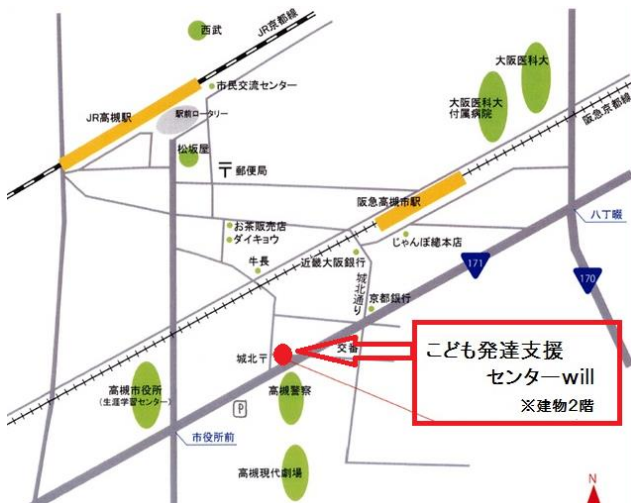 西武
JR京都線
市民交流センター
JR高槻駅
駅前ロータリー
松坂屋
〒郵便局
大阪医科大
大阪医科大
付属病院
阪急京都線
阪急高槻市駅
八丁畷
お茶販売店
ダイキョウ
牛長
近畿大阪銀行
じゃんぼ總本店
城北通り
京都銀行
171
170
交番
城北〒
こども発達支援
センターwill
※建物2階
高槻市役所
(生涯学習センター)
高槻警察
P
市役所前
高槻現代劇場
N